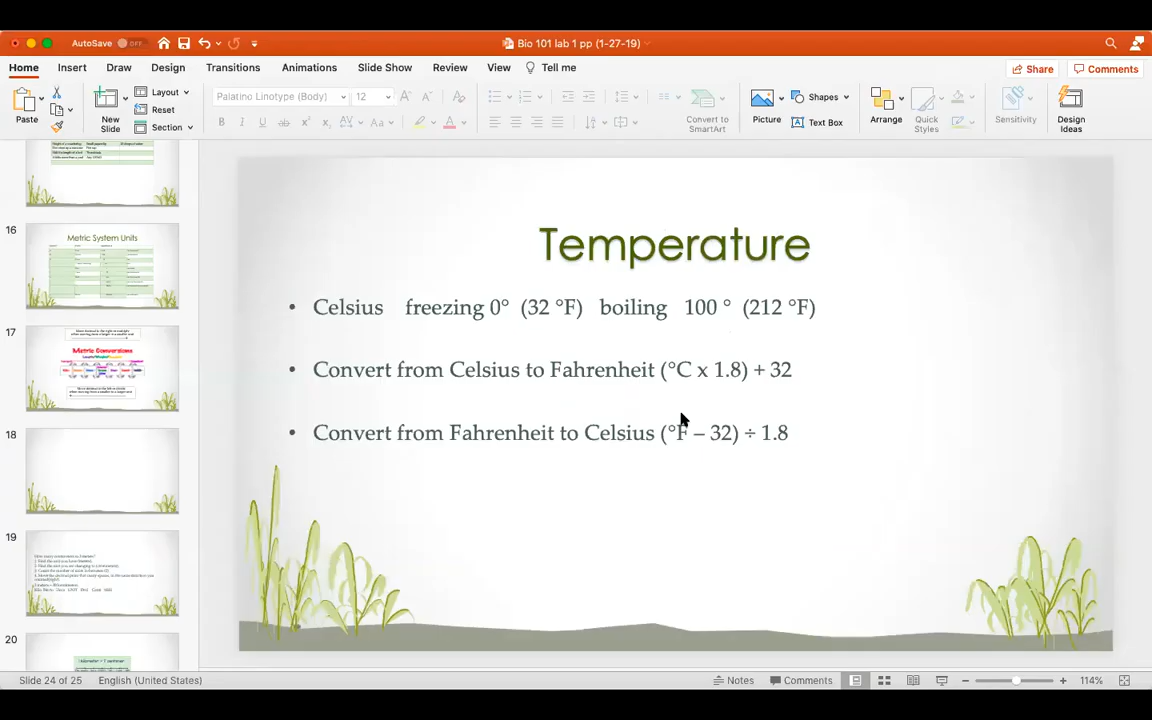 AutoSave OFF
Bio 101 lab 1 pp (1-27-19)
Home Insert Draw Design Transitions Animations Slide Show Review View Tell me
Share Comments
Paste
New Slide
Layout
Reset
Section
Palatino Linotype (Body) 12
Convert to SmartArt
Picture
Shapes
Text Box
Arrange
Quick Styles
Sensitivity
Design Ideas
16
Metric System Units
17
Metric Conversions
18
19
20
Temperature
• Celsius freezing 0° (32 °F) boiling 100 ° (212 °F)
• Convert from Celsius to Fahrenheit (°C x 1.8) + 32
• Convert from Fahrenheit to Celsius (°F – 32) ÷ 1.8
Slide 24 of 25 English (United States)
Notes Comments 114%